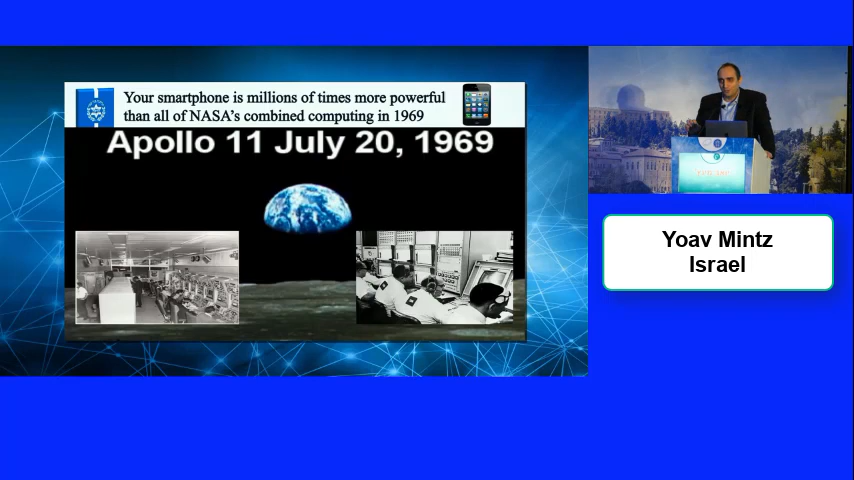 Your smartphone is millions of times more powerful
than all of NASA's combined computing in 1969
Apollo 11 July 20, 1969
Yoav Mintz
Israel